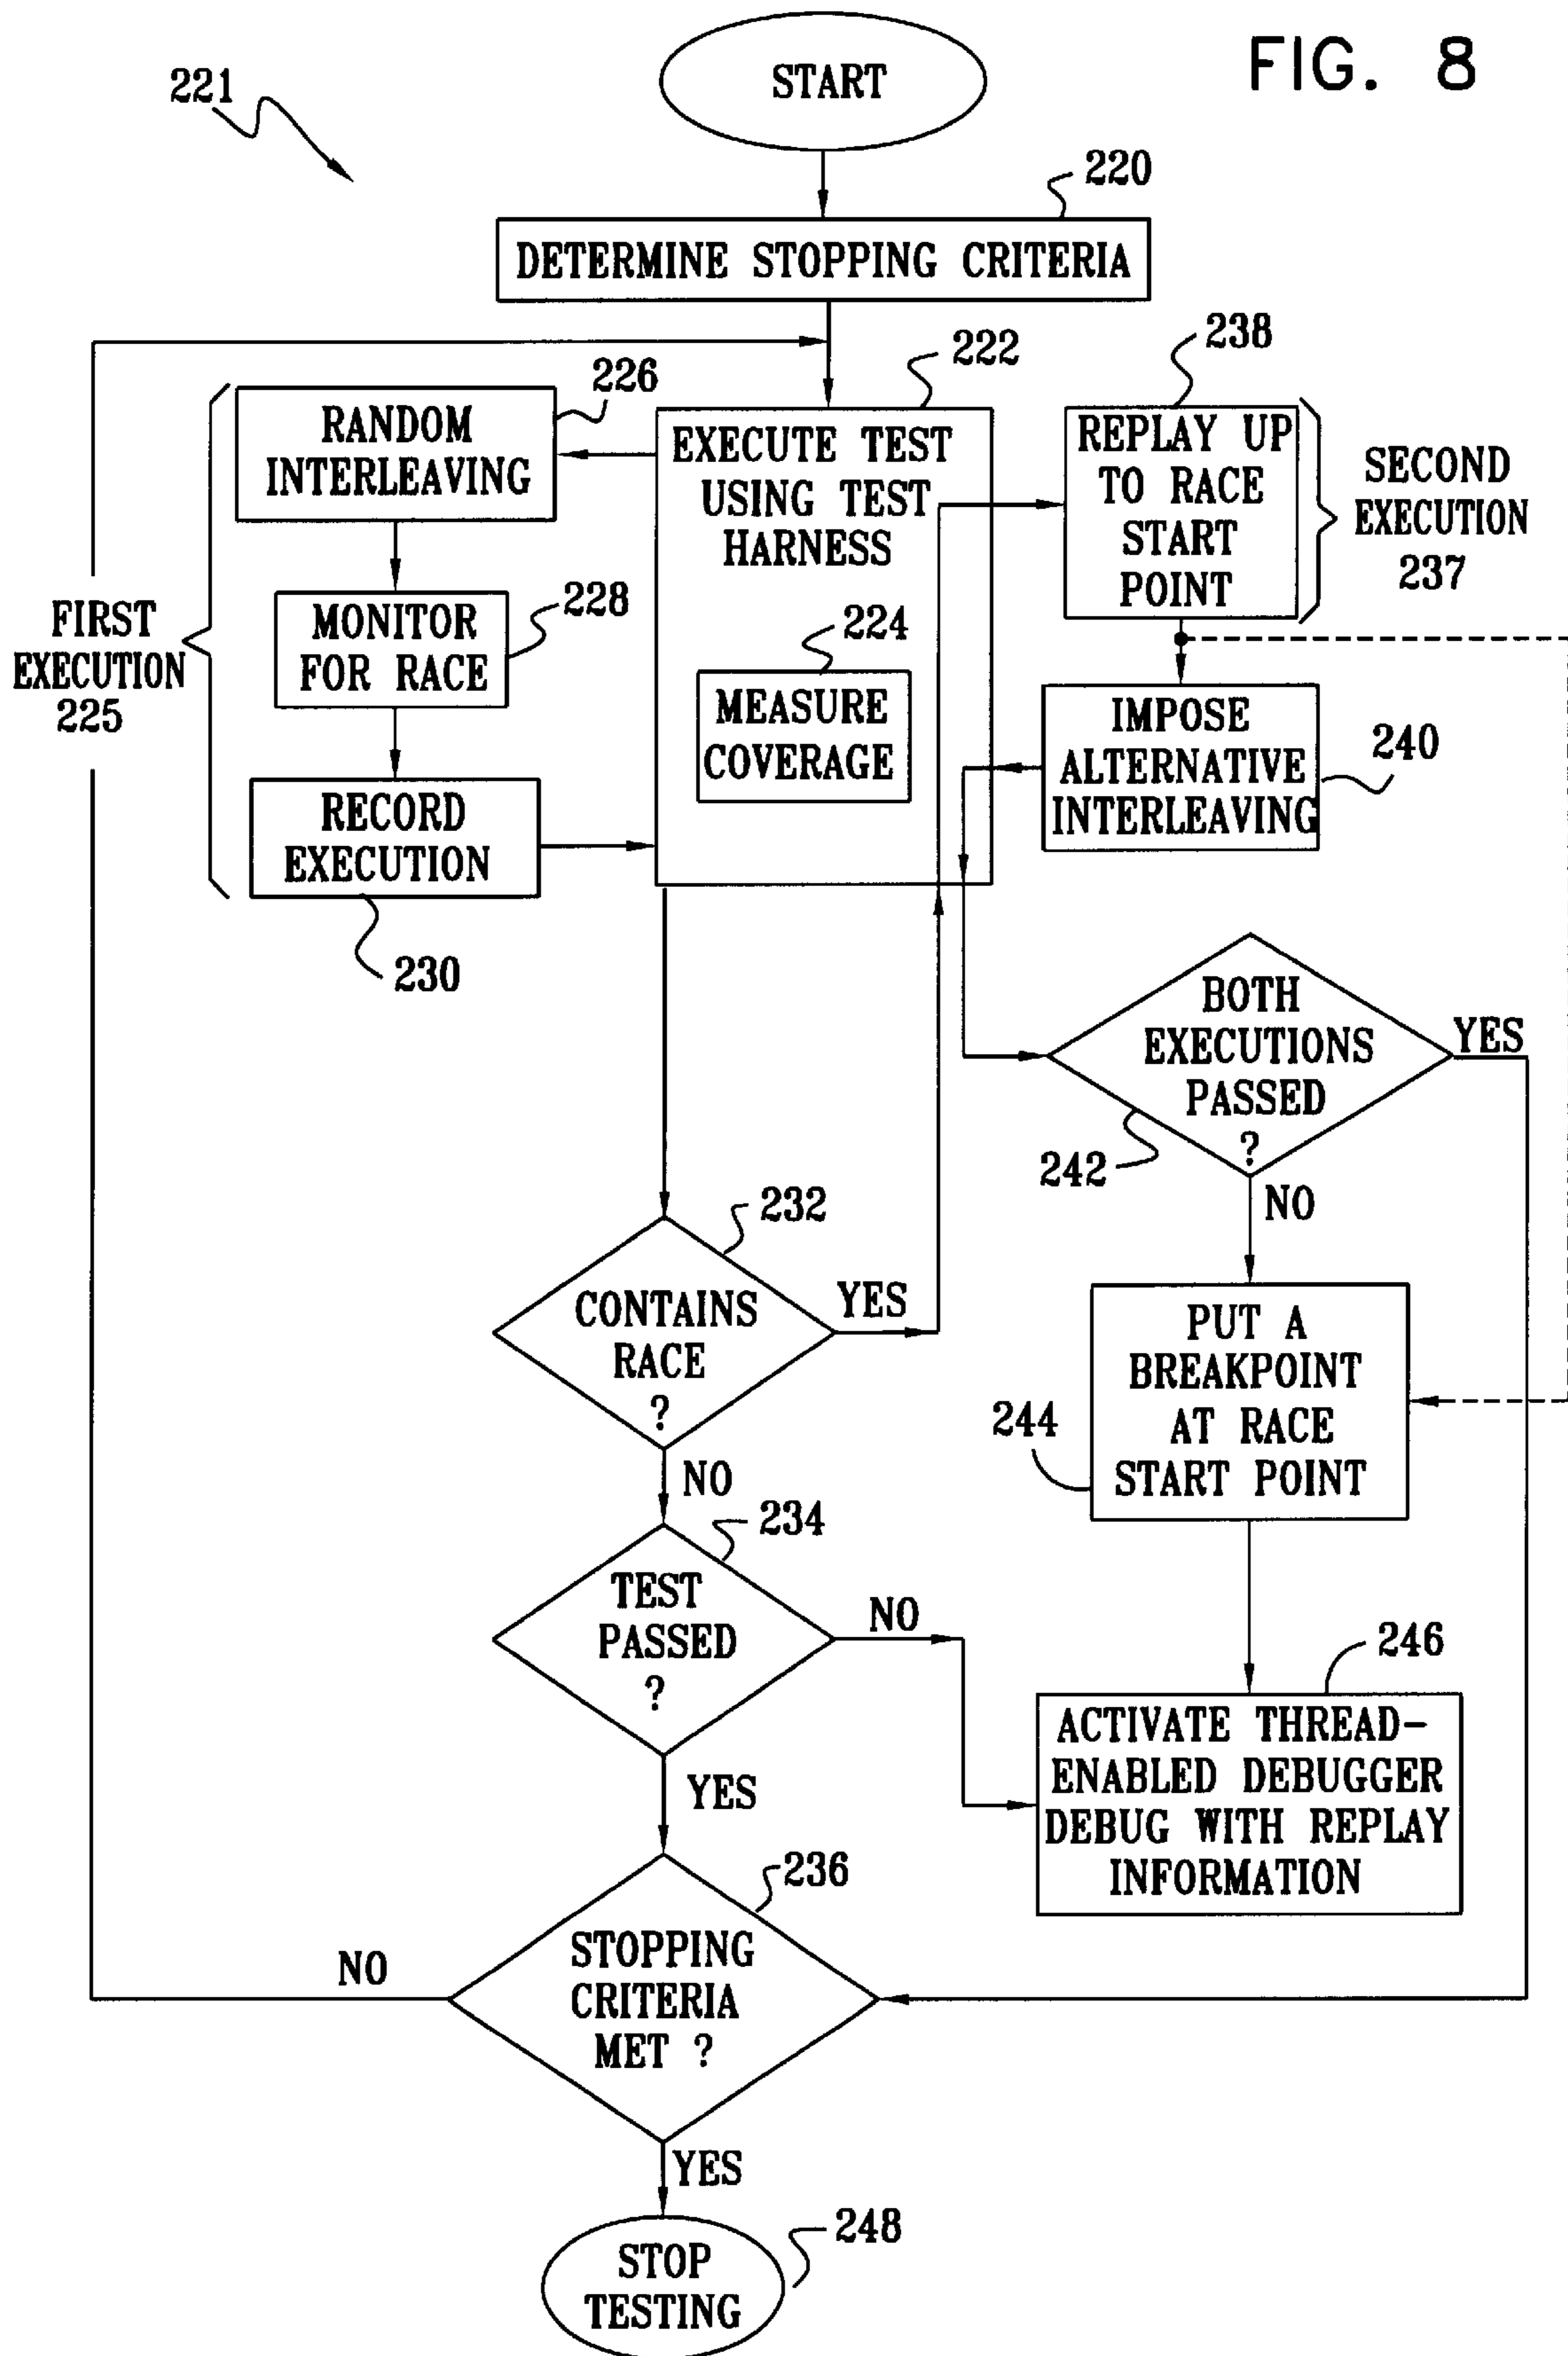 FIG. 8
221
START
220
DETERMINE STOPPING CRITERIA
222
238
226
RANDOM
INTERLEAVING
EXECUTE TEST
USING TEST
HARNESS
REPLAY UP
TO RACE
START
POINT
SECOND
EXECUTION
237
FIRST
EXECUTION
225
MONITOR
FOR RACE
228
224
MEASURE
COVERAGE
IMPOSE
ALTERNATIVE
INTERLEAVING
240
RECORD
EXECUTION
230
BOTH
EXECUTIONS
PASSED
?
YES
242
NO
232
CONTAINS
RACE
?
YES
NO
PUT A
BREAKPOINT
AT RACE
START POINT
244
234
TEST
PASSED
?
NO
YES
246
ACTIVATE THREAD-
ENABLED DEBUGGER
DEBUG WITH REPLAY
INFORMATION
236
STOPPING
CRITERIA
MET ?
NO
YES
248
STOP
TESTING